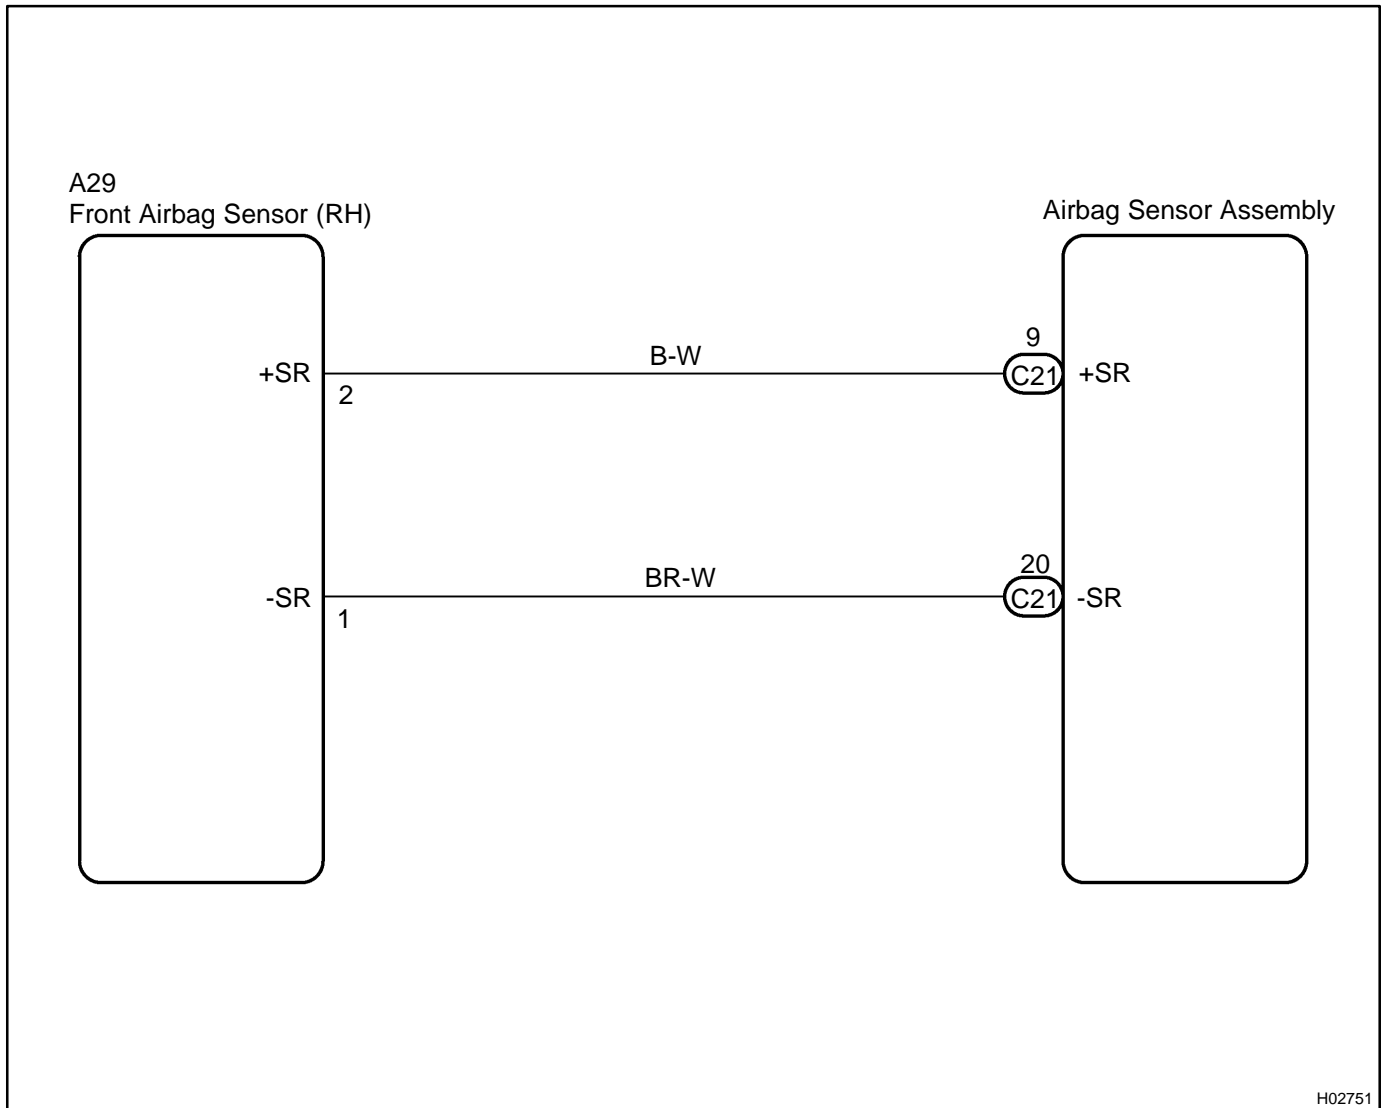 A29
Front Airbag Sensor (RH)
Airbag Sensor Assembly
9
B-W
+SR
2
C21
+SR
20
BR-W
-SR
1
C21
-SR
H02751